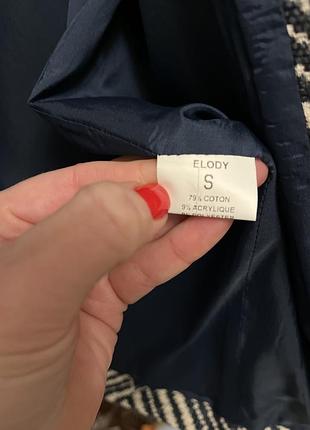 ELODY
S
79% COTON
9% ACRYLIQUE